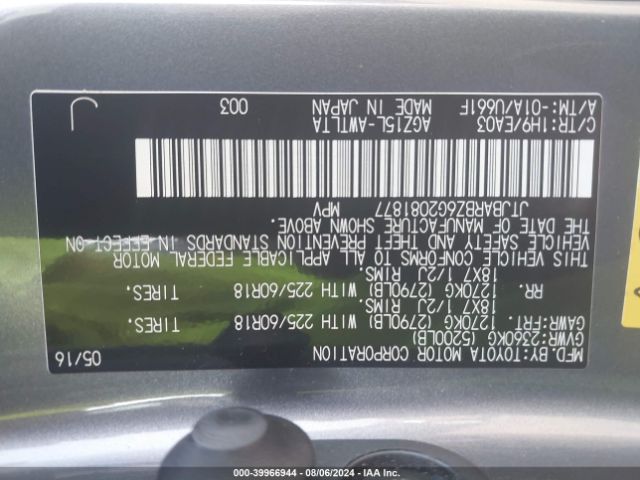 MFD.BY:TOYOTA MOTOR CORPORATION 05/16
GVWR:2360KG (5200LB)
GAWR:FRT. 1270KG (2790LB) WITH 225/60R18 TIRES.
18X7 1/2J RIMS
RR. 1270KG (2790LB) WITH 225/60R18 TIRES.
18X7 1/2J RIMS
THIS VEHICLE CONFORMS TO ALL APPLICABLE FEDERAL MOTOR
VEHICLE SAFETY AND THEFT PREVENTION STANDARDS IN EFFECT ON
THE DATE OF MANUFACTURE SHOWN ABOVE.
JTJBARBZ6G2081877 MPV
C/TR:1H9/EA03 AGZ15L-AWTLTA
A/TM:-01A/U661F MADE IN JAPAN 003
000-39966944 - 08/06/2024 - IAAI.com